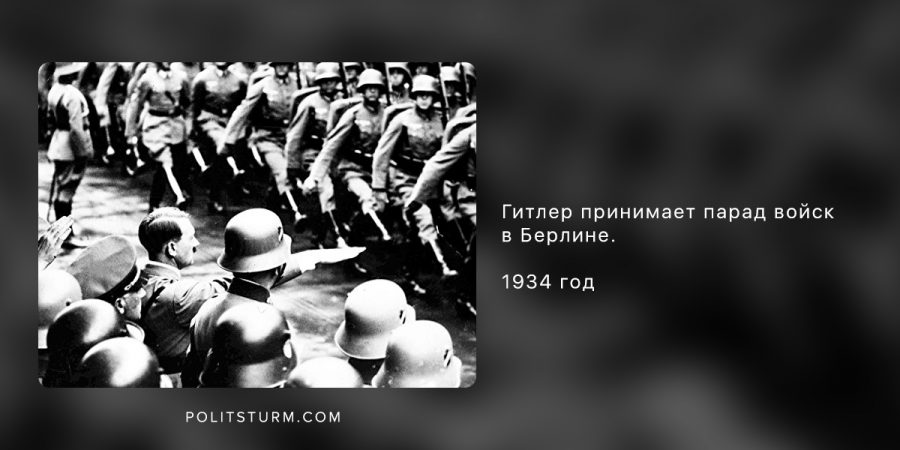 Гитлер принимает парад войск
в Берлине.
1934 год
POLITSTURM.COM